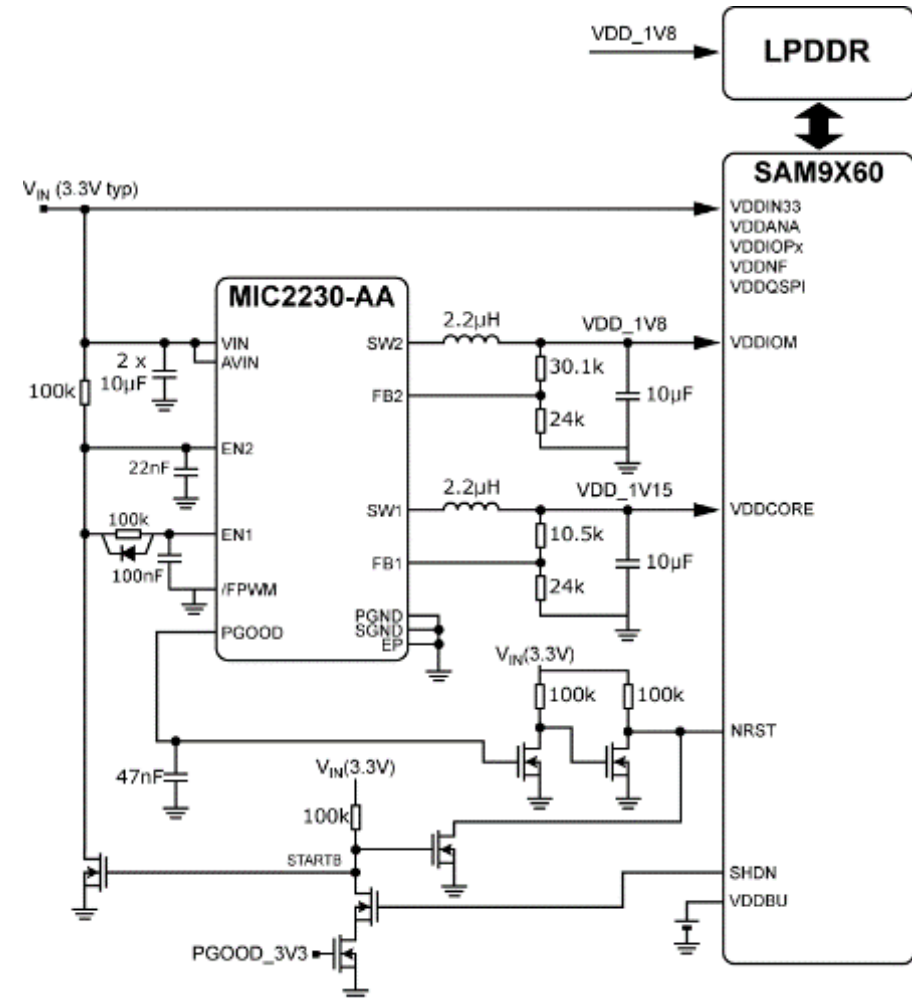 VDD_1V8
LPDDR
SAM9X60
VIN (3.3V typ)
VDDIN33
VDDANA
VDDIOPx
VDDNF
VDDQSPI
MIC2230-AA
2.2µH
VDD_1V8
VIN
SW2
VDDIOM
AVIN
2 x
10µF
30.1k
100k
FB2
10µF
24k
EN2
22nF
2.2µH
VDD_1V15
SW1
VDDCORE
100k
EN1
10.5k
FB1
10µF
100nF
/FPWM
24k
PGND
PGOOD
SGND
EP
VIN(3.3V)
100k
100k
NRST
47nF
VIN(3.3V)
100k
STARTB
SHDN
VDDBU
PGOOD_3V3